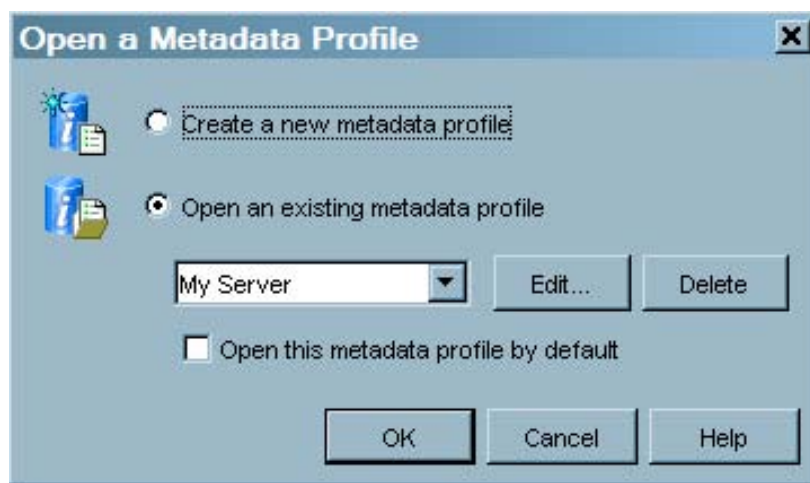 Open a Metadata Profile
Create a new metadata profile
Open an existing metadata profile
My Server Edit... Delete
Open this metadata profile by default
OK Cancel Help